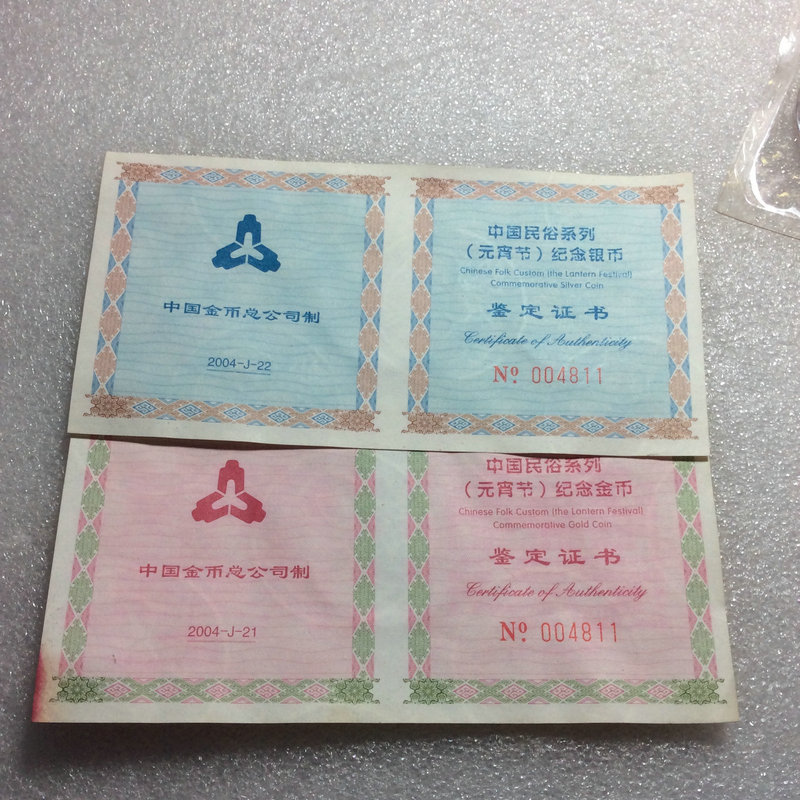 中国金币总公司制
2004-J-22
中国民俗系列
（元宵节）纪念银币
Chinese Folk Custom (the Lantern Festival)
Commemorative Silver Coin
鉴定证书
Certificate of Authenticity
Nº 004811
中国金币总公司制
2004-J-21
中国民俗系列
（元宵节）纪念金币
Chinese Folk Custom (the Lantern Festival)
Commemorative Gold Coin
鉴定证书
Certificate of Authenticity
Nº 004811